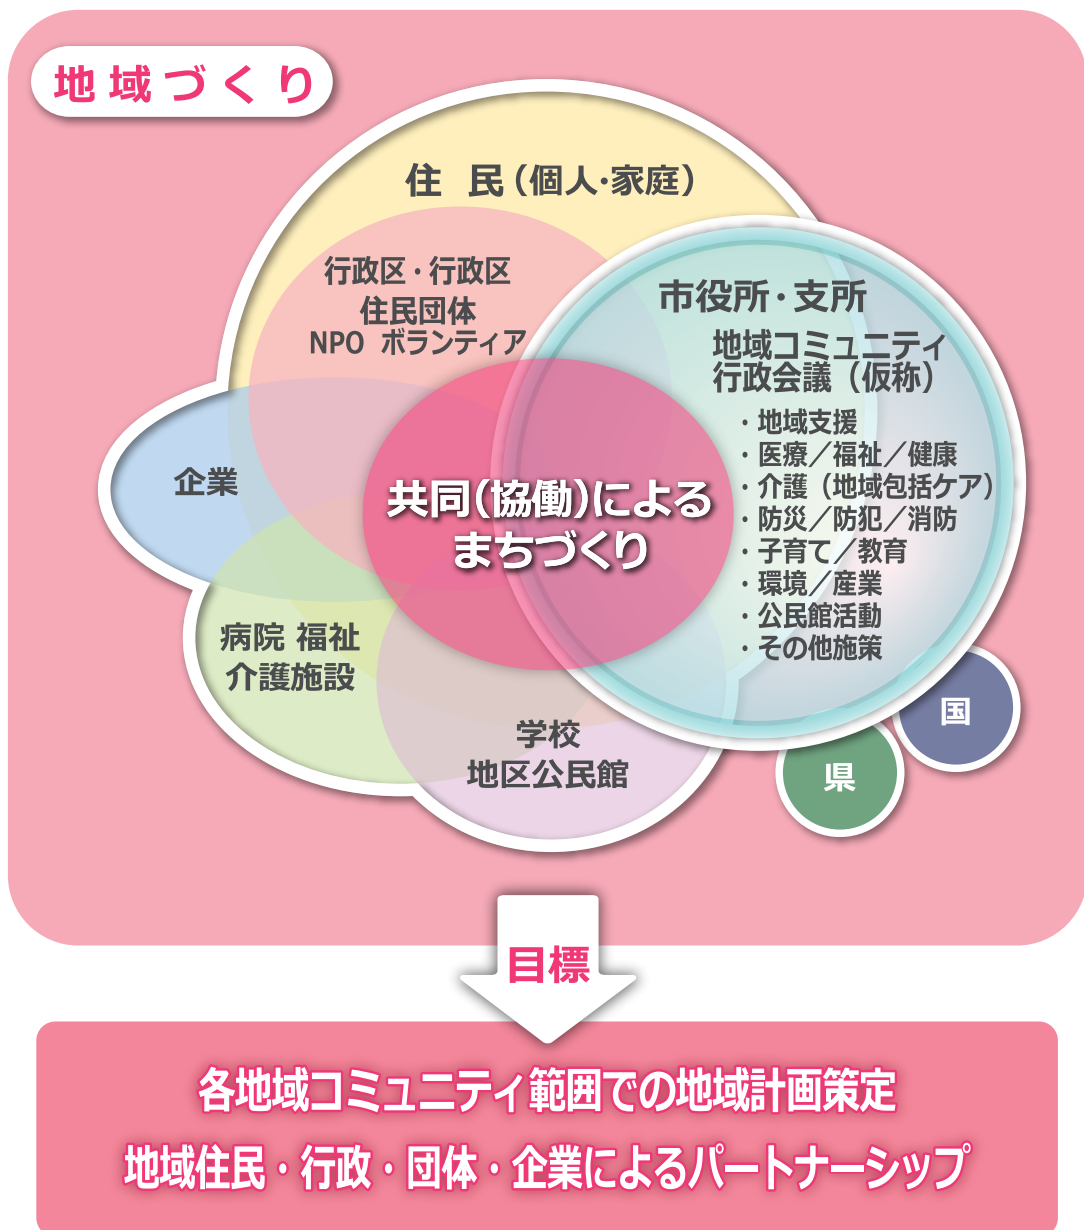 地域づくり
住　民（個人・家庭）
行政区・行政区
住民団体
NPO ボランティア
市役所・支所
地域コミュニティ
行政会議（仮称）
・地域支援
・医療／福祉／健康
・介護（地域包括ケア）
・防災／防犯／消防
・子育て／教育
・環境／産業
・公民館活動
・その他施策
企業
共同（協働）による
まちづくり
病院 福祉
介護施設
学校
地区公民館
国
県
目標
各地域コミュニティ範囲での地域計画策定
地域住民・行政・団体・企業によるパートナーシップ